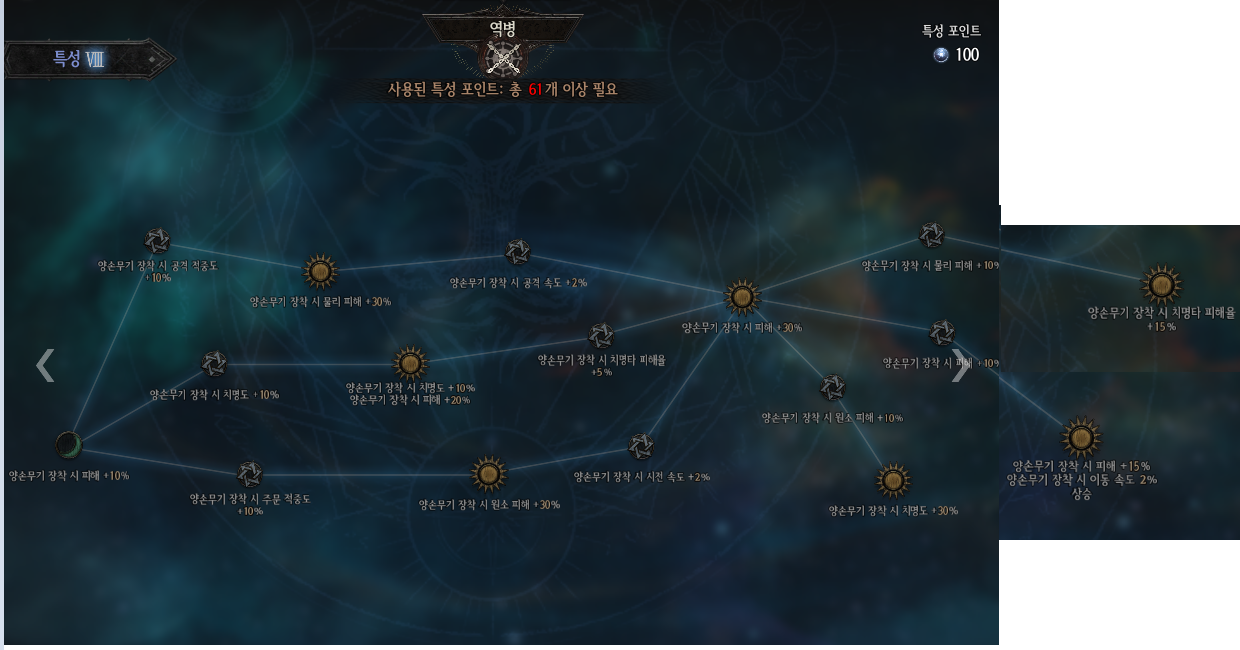 역병
특성 포인트
100
특성 Ⅷ
사용된 특성 포인트: 총 61개 이상 필요
양손무기 장착 시 공격 적중도
+10%
양손무기 장착 시 물리 피해 +30%
양손무기 장착 시 공격 속도 +2%
양손무기 장착 시 물리 피해 +10%
양손무기 장착 시 치명타 피해율
+15%
양손무기 장착 시 피해 +30%
양손무기 장착 시 치명타 피해율
+5%
양손무기 장착 시 피해 +10%
양손무기 장착 시 치명도 +10%
양손무기 장착 시 치명도 +10%
양손무기 장착 시 피해 +20%
양손무기 장착 시 원소 피해 +10%
양손무기 장착 시 피해 +10%
양손무기 장착 시 주문 적중도
+10%
양손무기 장착 시 원소 피해 +30%
양손무기 장착 시 시전 속도 +2%
양손무기 장착 시 치명도 +30%
양손무기 장착 시 피해 +15%
양손무기 장착 시 이동 속도 2%
상승